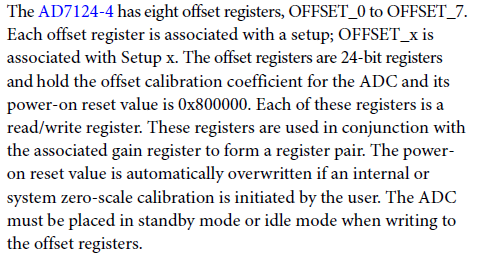 The AD7124-4 has eight offset registers, OFFSET_0 to OFFSET_7.
Each offset register is associated with a setup; OFFSET_x is
associated with Setup x. The offset registers are 24-bit registers
and hold the offset calibration coefficient for the ADC and its
power-on reset value is 0x800000. Each of these registers is a
read/write register. These registers are used in conjunction with
the associated gain register to form a register pair. The power-
on reset value is automatically overwritten if an internal or
system zero-scale calibration is initiated by the user. The ADC
must be placed in standby mode or idle mode when writing to
the offset registers.